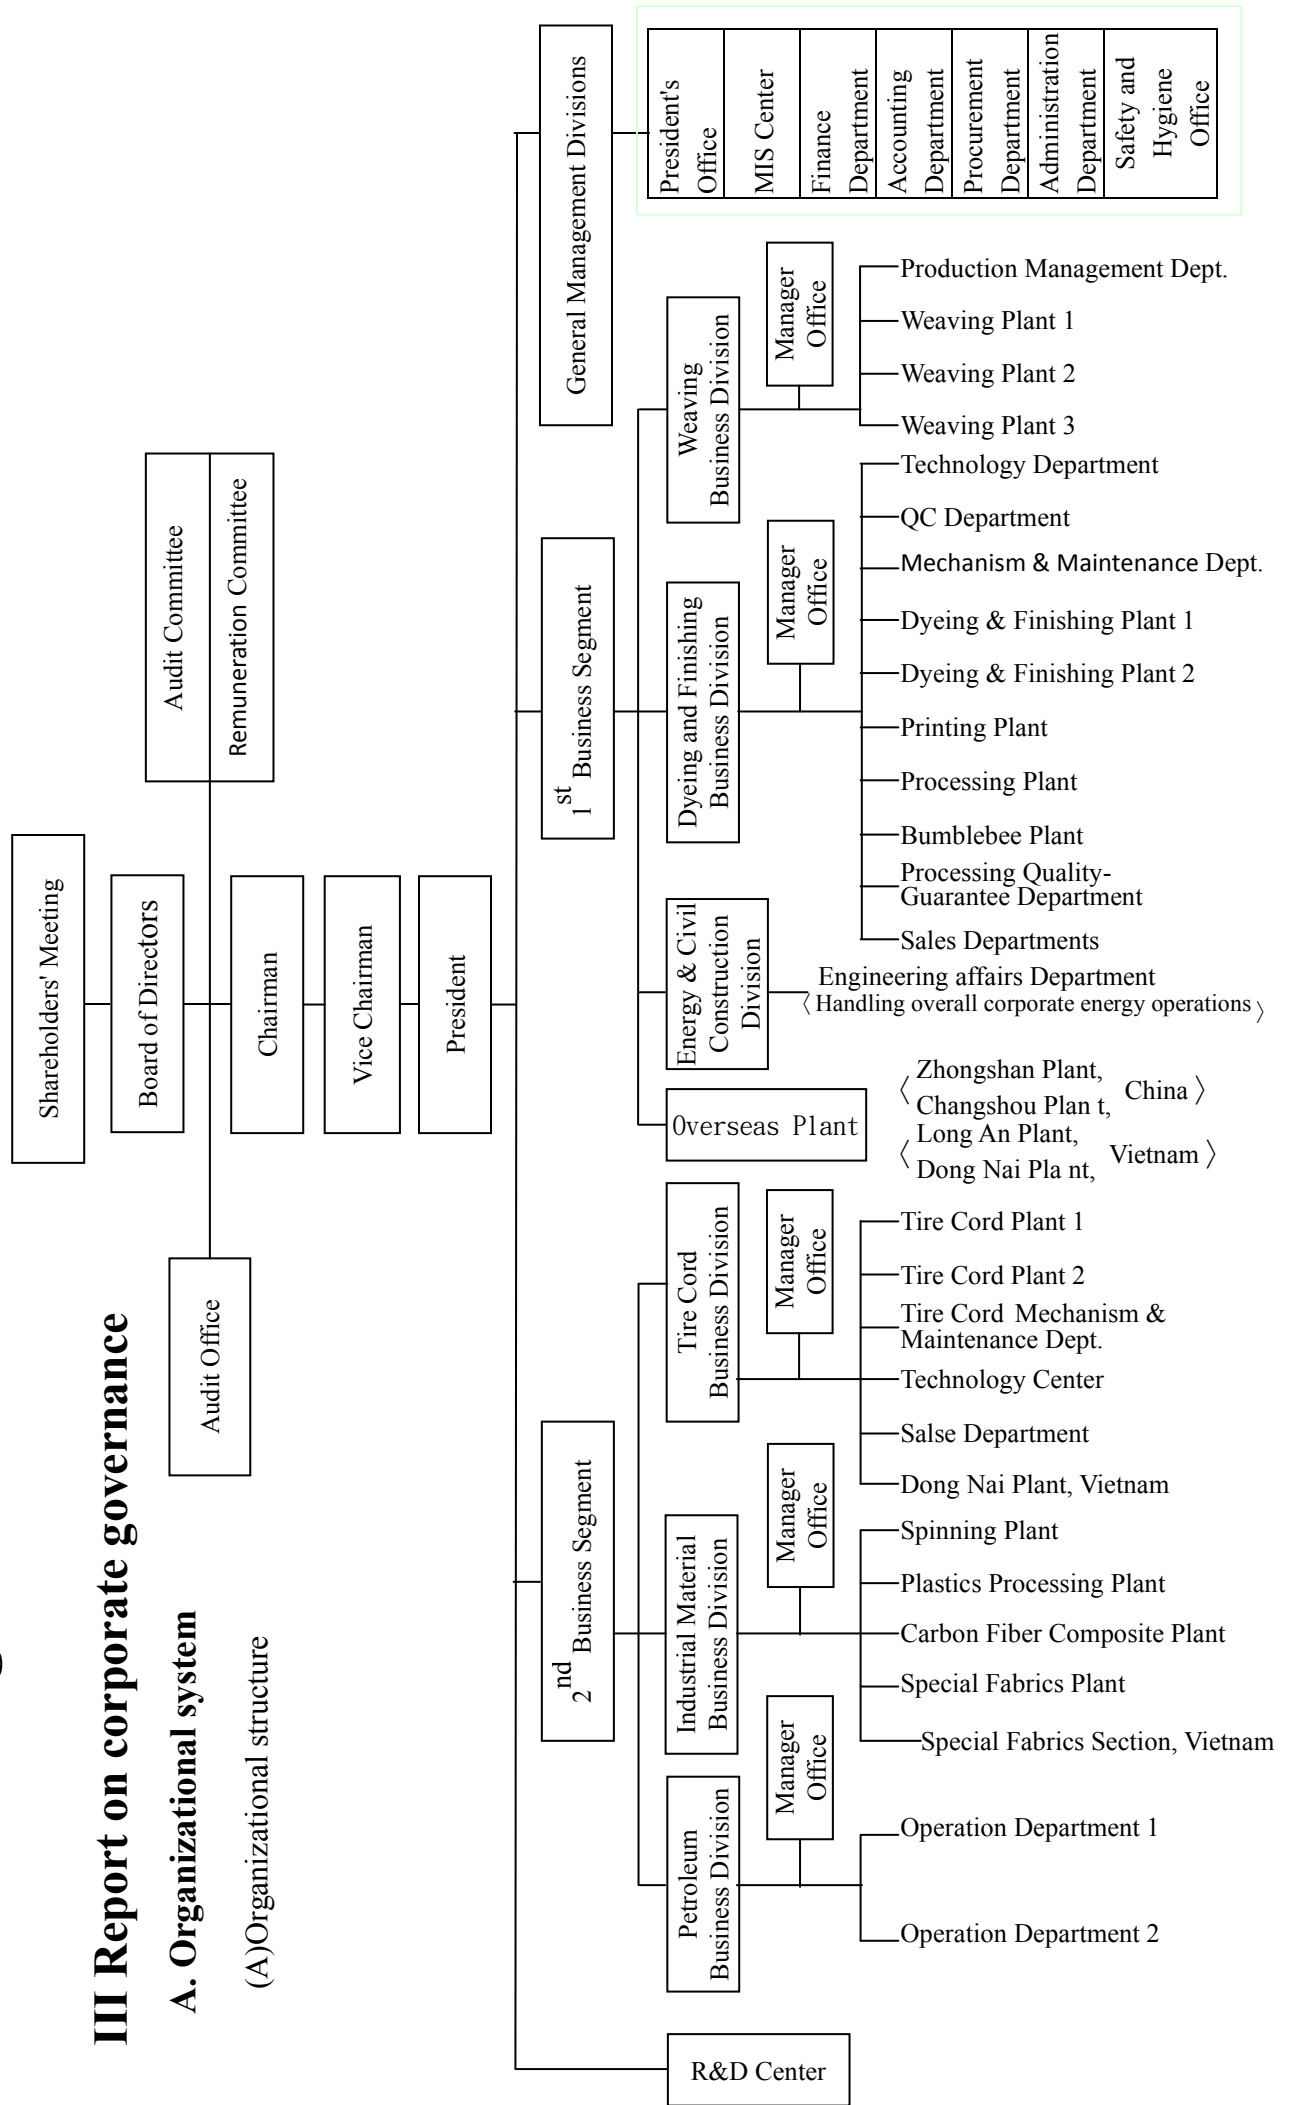 III Report on corporate governance
A. Organizational system
(A)Organizational structure
Shareholders' Meeting
Board of Directors
Audit Committee
Remuneration Committee
Audit Office
Chairman
Vice Chairman
President
R&D Center
2nd Business Segment
1st Business Segment
General Management Divisions
Petroleum
Business Division
Manager
Office
Operation Department 1
Operation Department 2
Industrial Material
Business Division
Manager
Office
Spinning Plant
Plastics Processing Plant
Carbon Fiber Composite Plant
Special Fabrics Plant
Special Fabrics Section, Vietnam
Tire Cord
Business Division
Manager
Office
Tire Cord Plant 1
Tire Cord Plant 2
Tire Cord Mechanism &
Maintenance Dept.
Technology Center
Salse Department
Dong Nai Plant, Vietnam
Overseas Plant
〈 Zhongshan Plant,
Changshou Plan t, China 〉
〈 Long An Plant,
Dong Nai Pla nt, Vietnam 〉
Energy & Civil
Construction
Division
Engineering affairs Department
〈Handling overall corporate energy operations〉
Dyeing and Finishing
Business Division
Manager
Office
Technology Department
QC Department
Mechanism & Maintenance Dept.
Dyeing & Finishing Plant 1
Dyeing & Finishing Plant 2
Printing Plant
Processing Plant
Bumblebee Plant
Processing Quality-
Guarantee Department
Sales Departments
Weaving
Business Division
Manager
Office
Production Management Dept.
Weaving Plant 1
Weaving Plant 2
Weaving Plant 3
President's
Office
MIS Center
Finance
Department
Accounting
Department
Procurement
Department
Administration
Department
Safety and
Hygiene
Office